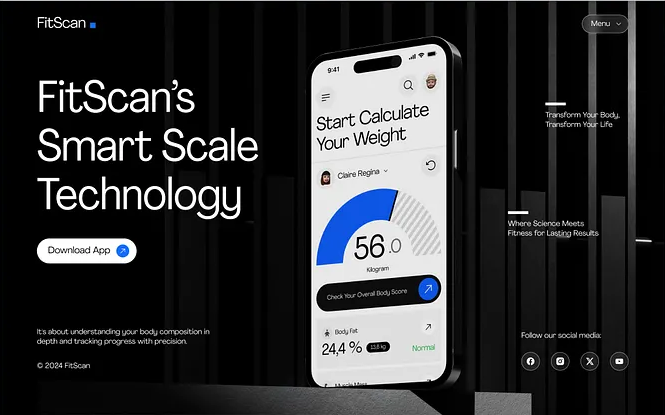 FitScan
Menu
FitScan's
Smart Scale
Technology
Download App
It's about understanding your body composition in
depth and tracking progress with precision.
© 2024 FitScan
9:41
Start Calculate
Your Weight
Claire Regina
56.0
Kilogram
Check Your Overall Body Score
Body Fat
24,4 %
13,8 kg
Normal
Transform Your Body,
Transform Your Life
Where Science Meets
Fitness for Lasting Results
Follow our social media: